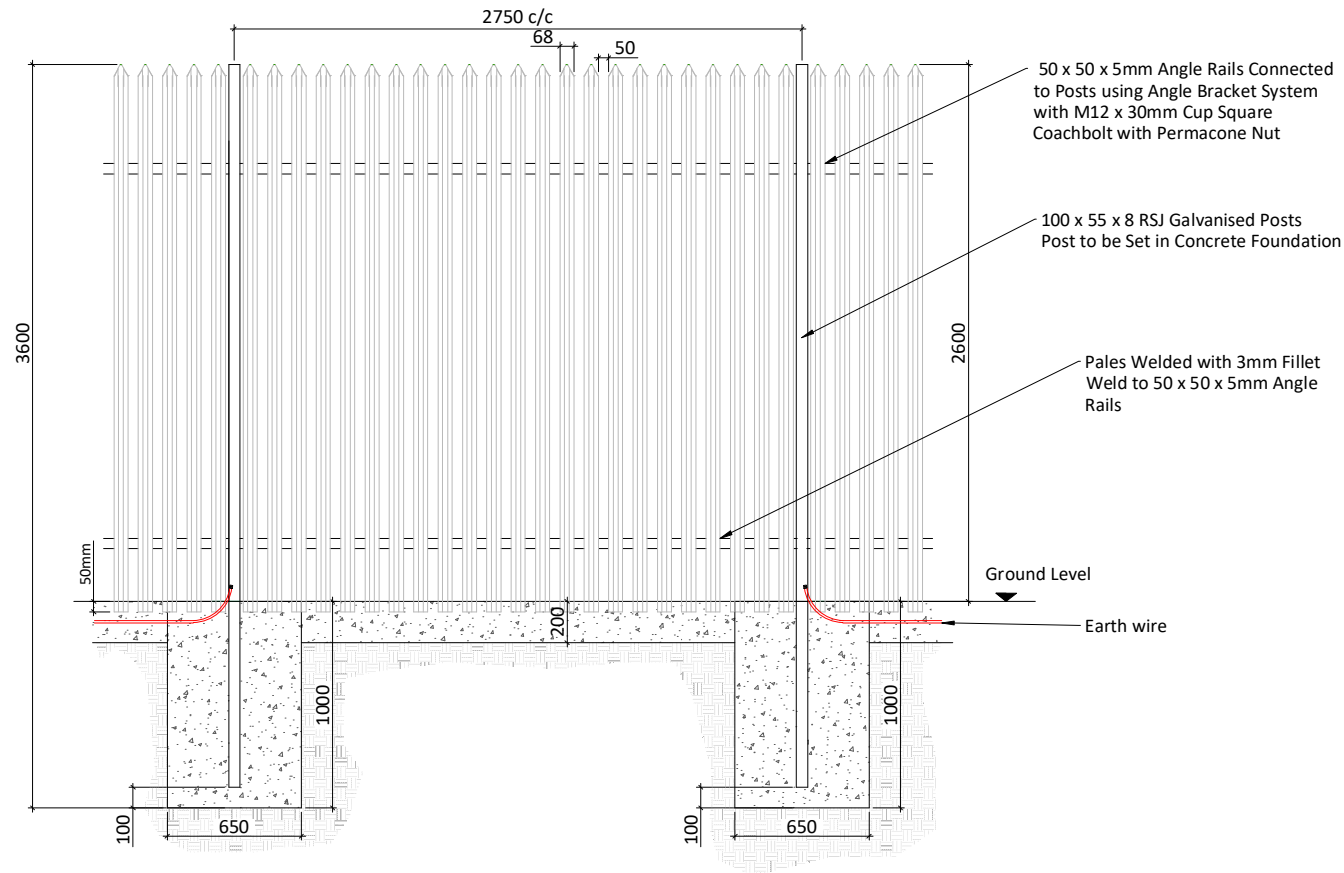 2750 c/c
68
50
50 x 50 x 5mm Angle Rails Connected
to Posts using Angle Bracket System
with M12 x 30mm Cup Square
Coachbolt with Permacone Nut
100 x 55 x 8 RSJ Galvanised Posts
Post to be Set in Concrete Foundation
3600
2600
Pales Welded with 3mm Fillet
Weld to 50 x 50 x 5mm Angle
Rails
50mm
Ground Level
200
Earth wire
1000
1000
100
650
100
650